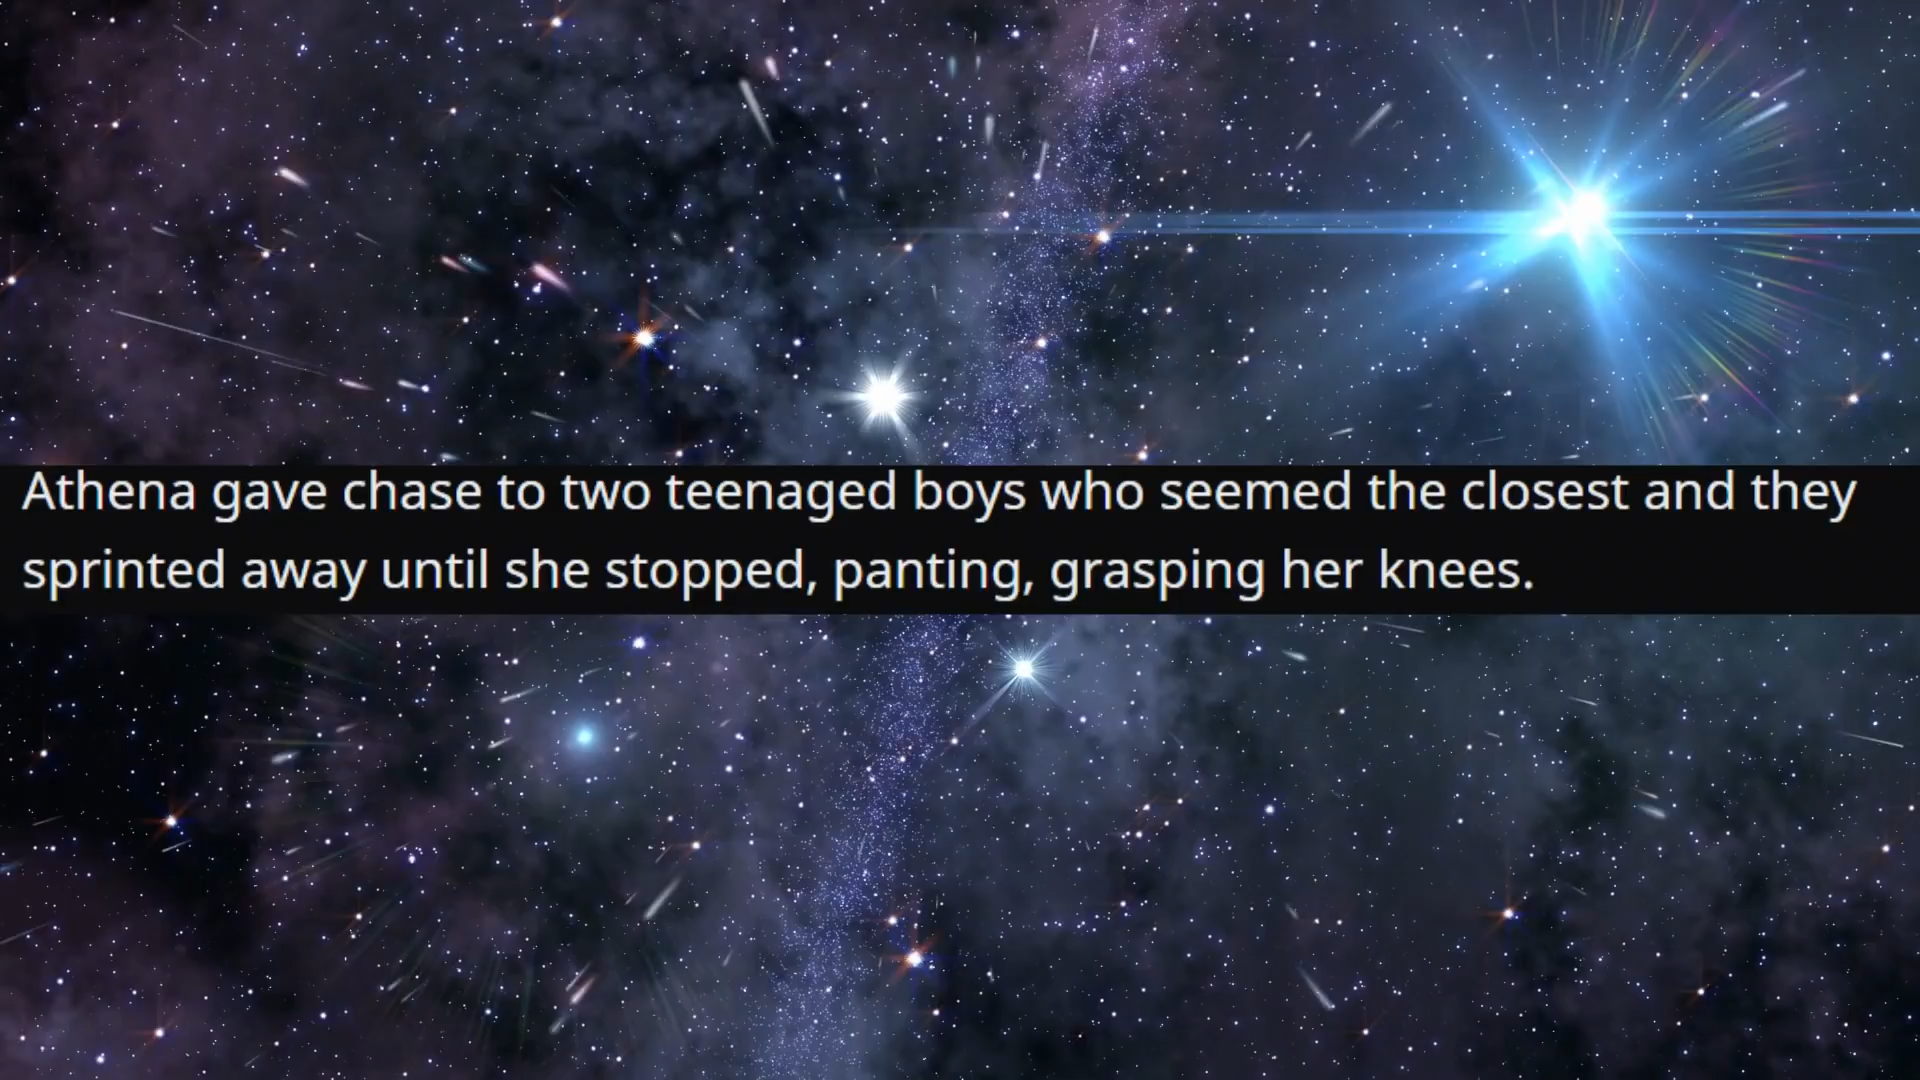 Athena gave chase to two teenaged boys who seemed the closest and they
sprinted away until she stopped, panting, grasping her knees.